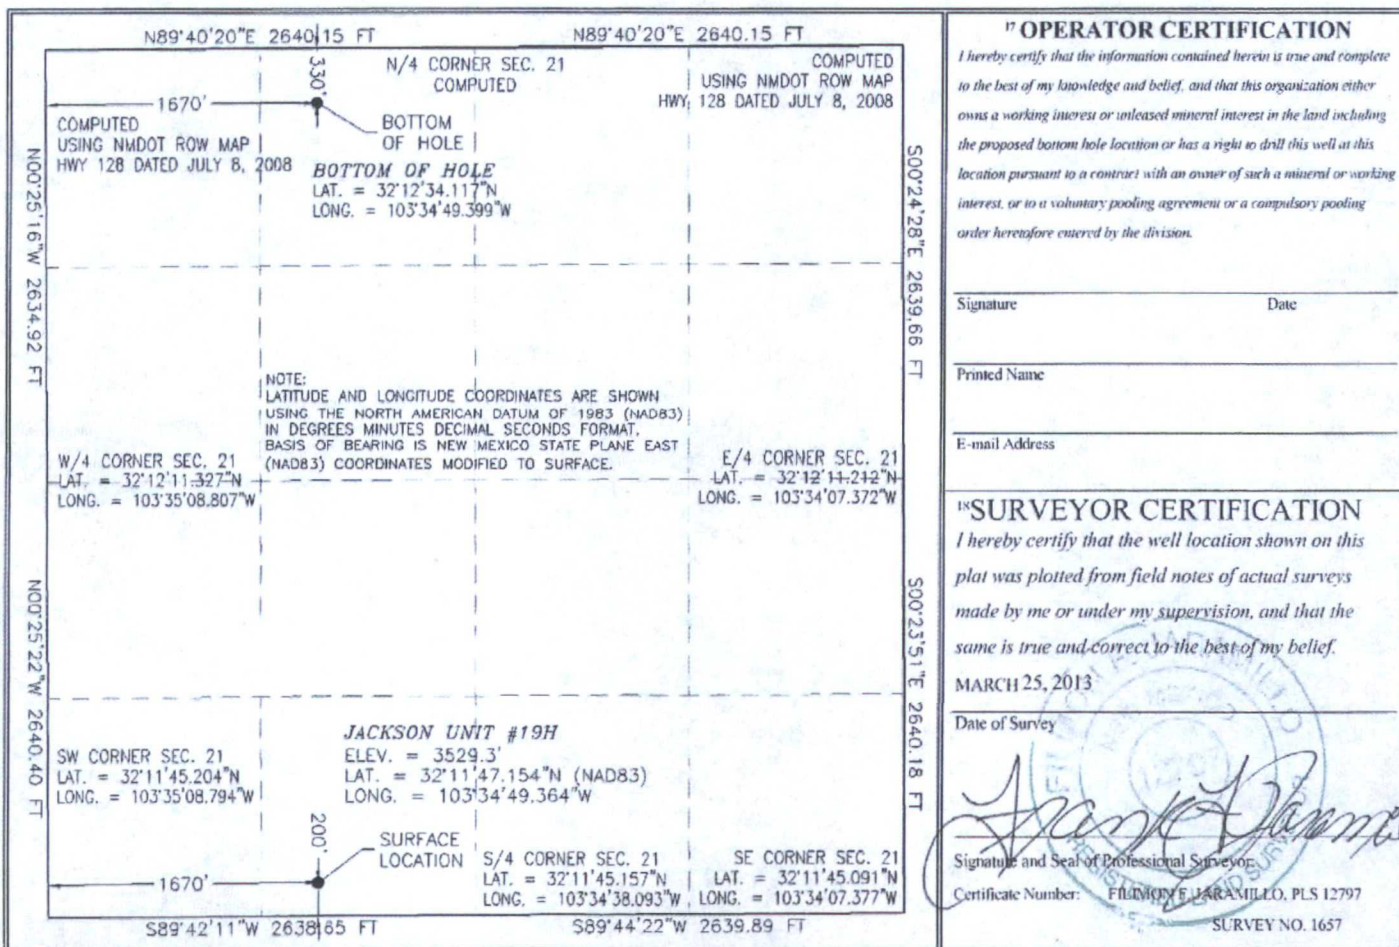 N89°40'20"E 2640.15 FT
N89°40'20"E 2640.15 FT
330'
N/4 CORNER SEC. 21
COMPUTED
COMPUTED
USING NMDOT ROW MAP
HWY 128 DATED JULY 8, 2008
1670'
COMPUTED
USING NMDOT ROW MAP
HWY 128 DATED JULY 8, 2008
BOTTOM
OF HOLE
BOTTOM OF HOLE
LAT. = 32°12'34.117"N
LONG. = 103°34'49.399"W
N00°25'16"W 2634.92 FT
S00°24'28"E 2639.66 FT
NOTE:
LATITUDE AND LONGITUDE COORDINATES ARE SHOWN
USING THE NORTH AMERICAN DATUM OF 1983 (NAD83)
IN DEGREES MINUTES DECIMAL SECONDS FORMAT.
BASIS OF BEARING IS NEW MEXICO STATE PLANE EAST
(NAD83) COORDINATES MODIFIED TO SURFACE.
W/4 CORNER SEC. 21
LAT. = 32°12'11.327"N
LONG. = 103°35'08.807"W
E/4 CORNER SEC. 21
LAT. = 32°12'11.212"N
LONG. = 103°34'07.372"W
N00°25'22"W 2640.40 FT
S00°23'51"E 2640.18 FT
JACKSON UNIT #19H
ELEV. = 3529.3'
LAT. = 32°11'47.154"N (NAD83)
LONG. = 103°34'49.364"W
SW CORNER SEC. 21
LAT. = 32°11'45.204"N
LONG. = 103°35'08.794"W
200'
SURFACE
LOCATION
1670'
S/4 CORNER SEC. 21
LAT. = 32°11'45.157"N
LONG. = 103°34'38.093"W
SE CORNER SEC. 21
LAT. = 32°11'45.091"N
LONG. = 103°34'07.377"W
S89°42'11"W 2638.65 FT
S89°44'22"W 2639.89 FT
17 OPERATOR CERTIFICATION
I hereby certify that the information contained herein is true and complete
to the best of my knowledge and belief, and that this organization either
owns a working interest or unleased mineral interest in the land including
the proposed bottom hole location or has a right to drill this well at this
location pursuant to a contract with an owner of such a mineral or working
interest, or to a voluntary pooling agreement or a compulsory pooling
order heretofore entered by the division.
Signature Date
Printed Name
E-mail Address
18 SURVEYOR CERTIFICATION
I hereby certify that the well location shown on this
plat was plotted from field notes of actual surveys
made by me or under my supervision, and that the
same is true and correct to the best of my belief.
MARCH 25, 2013
Date of Survey
Signature and Seal of Professional Surveyor:
Certificate Number: FILIMON F. JARAMILLO, PLS 12797
SURVEY NO. 1657